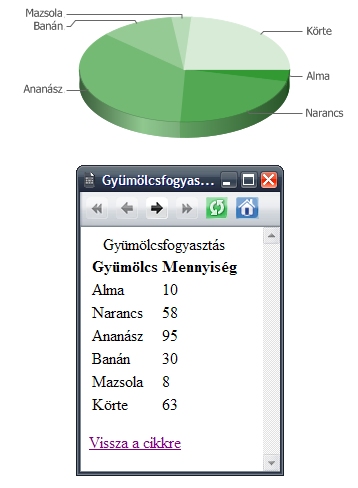 Mazsola
Banán
Körte
Alma
Ananász
Narancs
Gyümölcsfogyas...
Gyümölcsfogyasztás
Gyümölcs Mennyiség
Alma 10
Narancs 58
Ananász 95
Banán 30
Mazsola 8
Körte 63
Vissza a cikkre